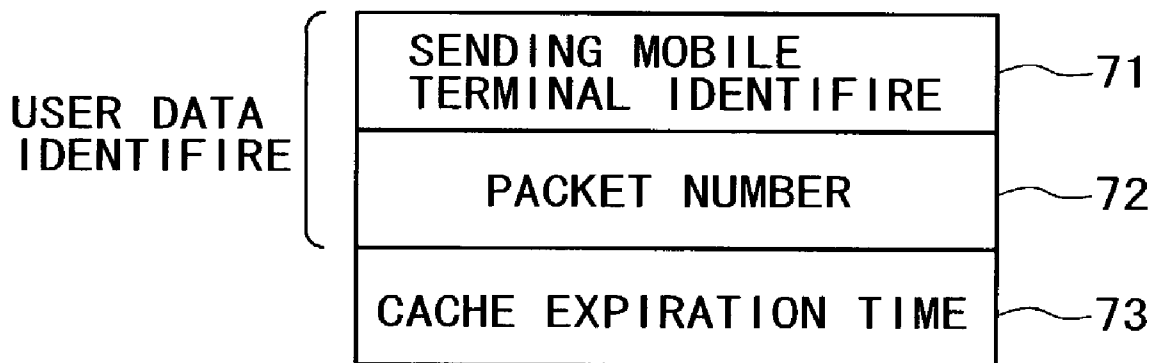 SENDING MOBILE
TERMINAL IDENTIFIRE
71
USER DATA
IDENTIFIRE
PACKET NUMBER
72
CACHE EXPIRATION TIME
73